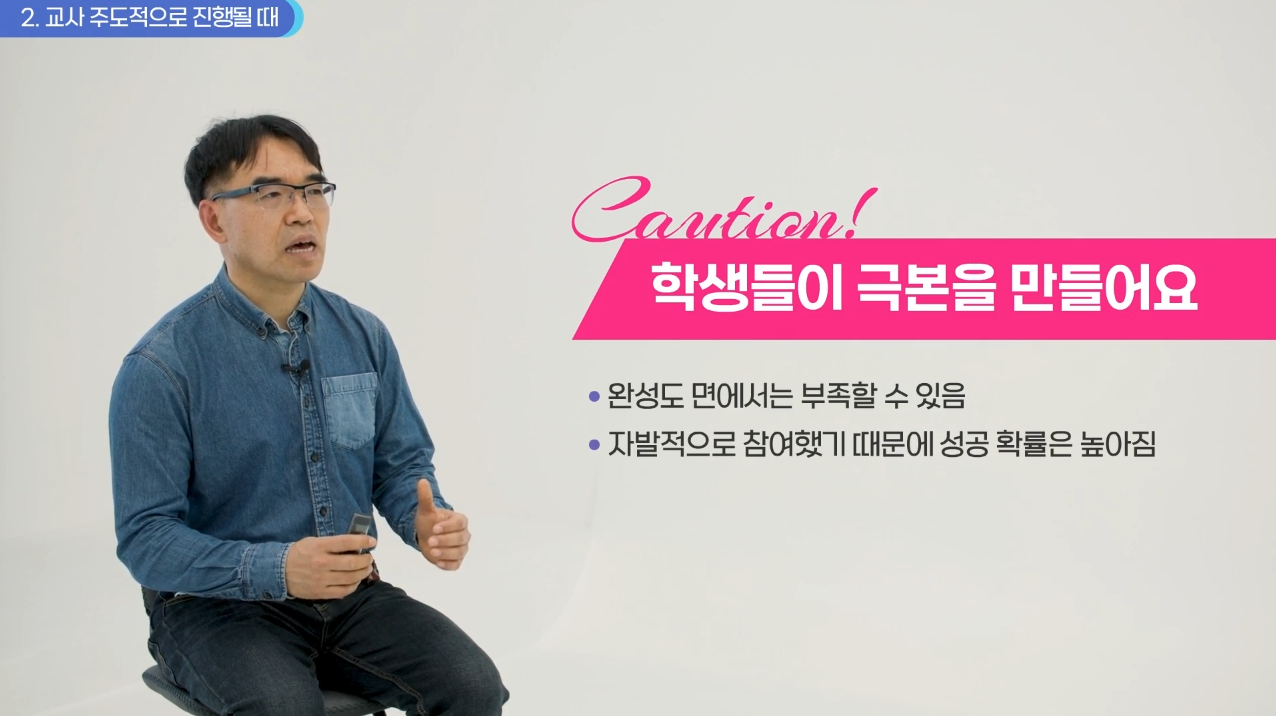 2. 교사 주도적으로 진행될 때
Caution!
학생들이 극본을 만들어요
• 완성도 면에서는 부족할 수 있음
• 자발적으로 참여했기 때문에 성공 확률은 높아짐